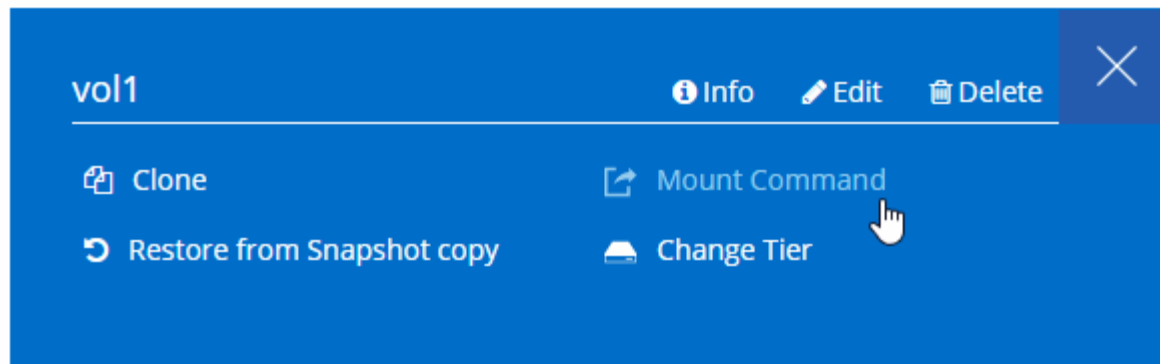 vol1 Info Edit Delete
Clone Mount Command
Restore from Snapshot copy Change Tier